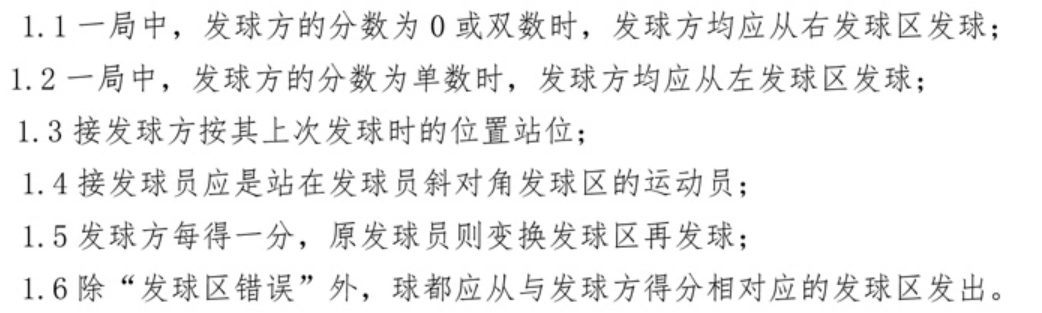 1.1 一局中，发球方的分数为 0 或双数时，发球方均应从右发球区发球；
1.2 一局中，发球方的分数为单数时，发球方均应从左发球区发球；
1.3 接发球方按其上次发球时的位置站位；
1.4 接发球员应是站在发球员斜对角发球区的运动员；
1.5 发球方每得一分，原发球员则变换发球区再发球；
1.6 除“发球区错误”外，球都应从与发球方得分相对应的发球区发出。